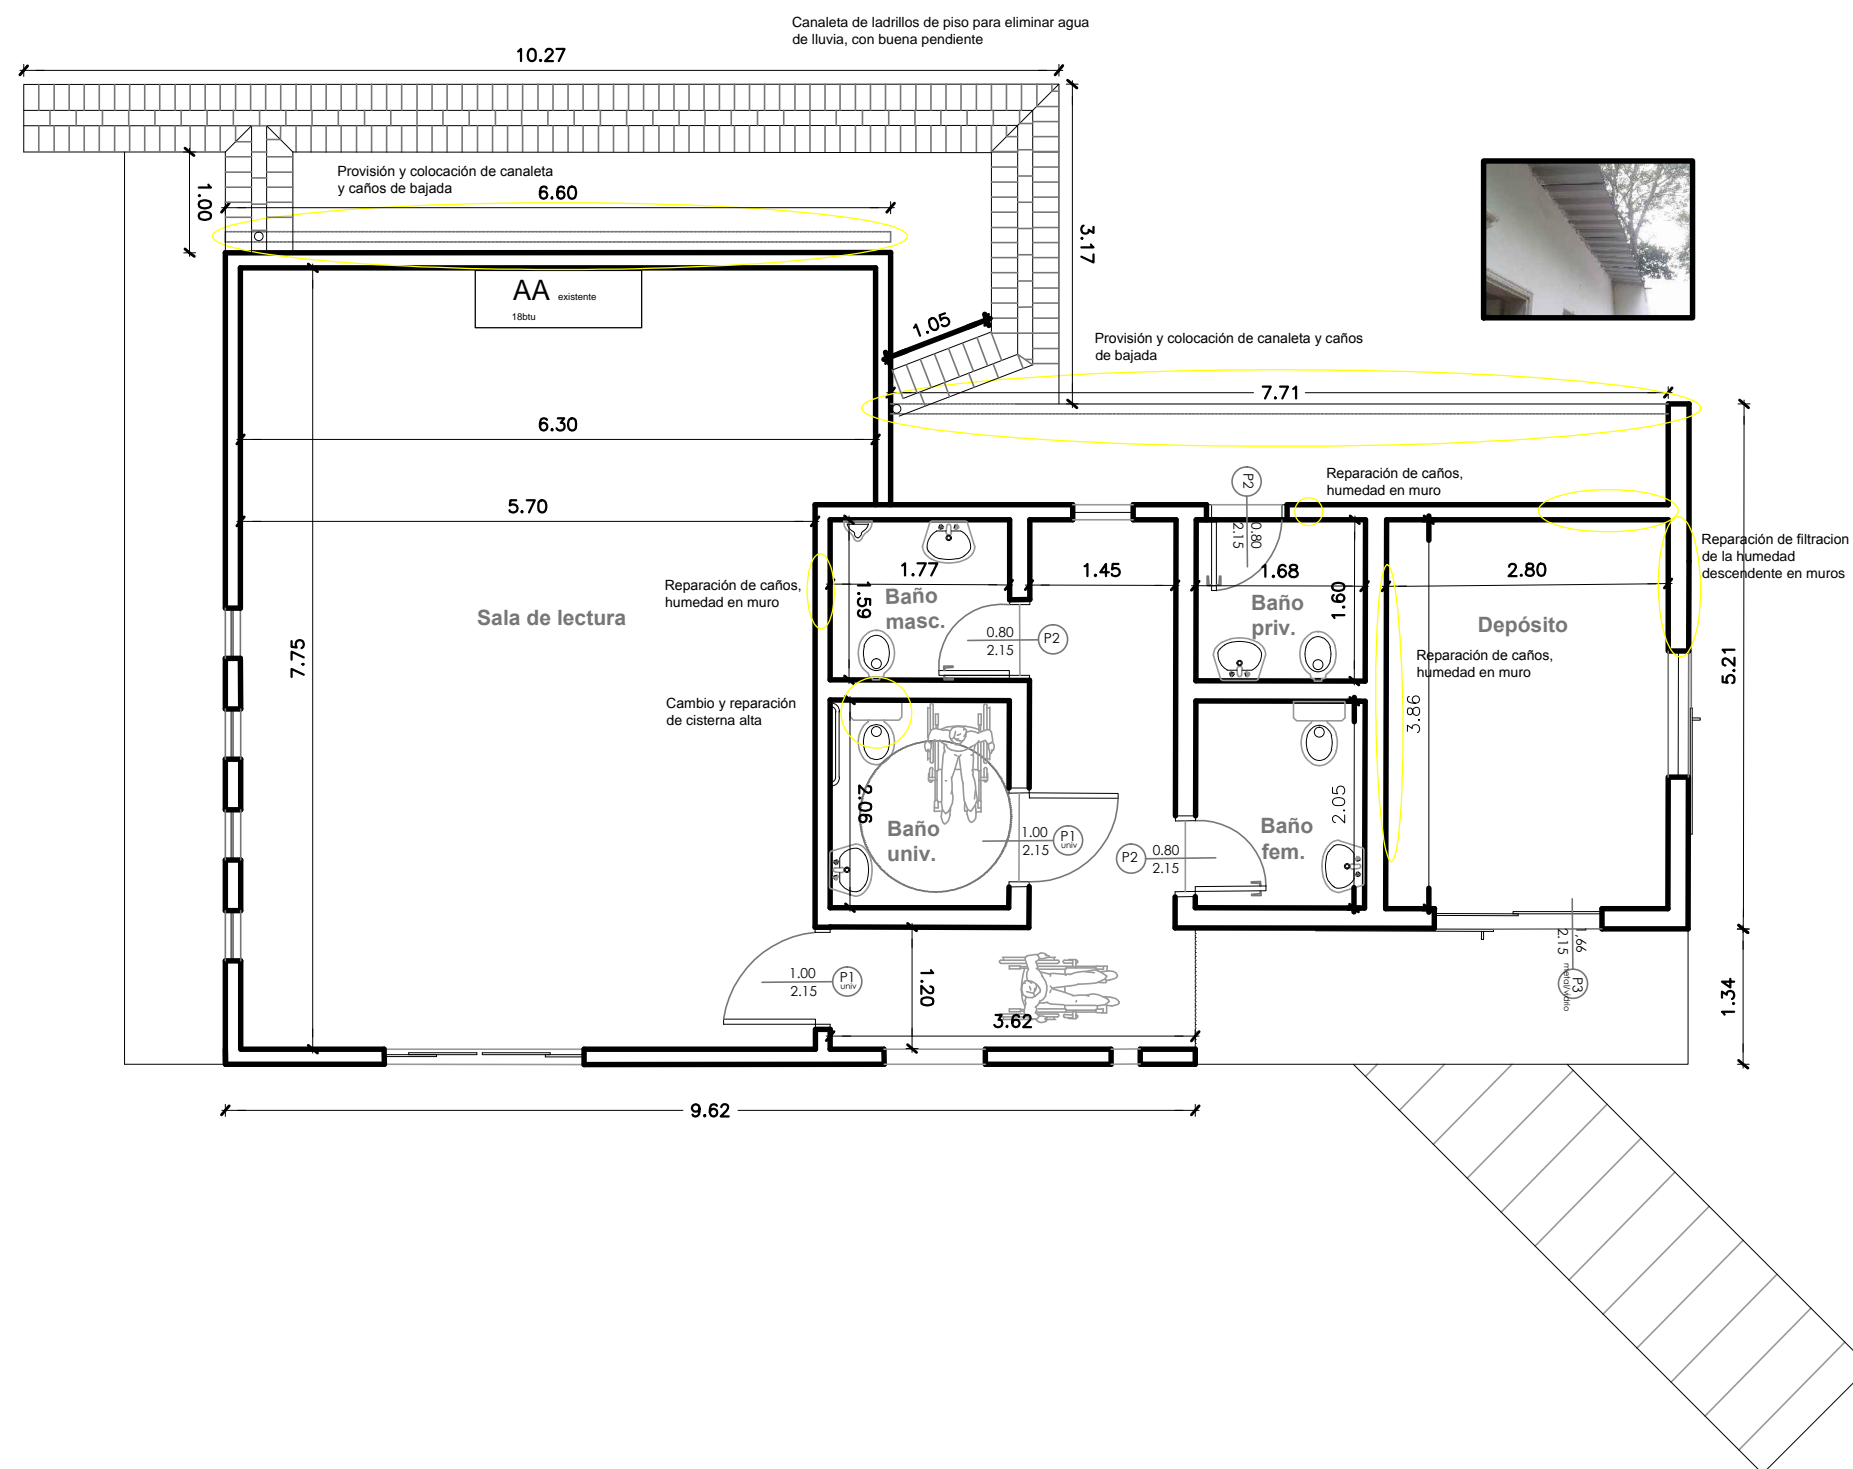 Canaleta de ladrillos de piso para eliminar agua
de lluvia, con buena pendiente
10.27
Provisión y colocación de canaleta
y caños de bajada
1.00
6.60
3.17
AA existente
18btu
1.05
Provisión y colocación de canaleta y caños
de bajada
7.71
6.30
5.70
P2
0.80
2.15
Reparación de caños,
humedad en muro
Reparación de filtracion
de la humedad
descendente en muros
Reparación de caños,
humedad en muro
1.77
1.59
Baño
masc.
1.45
1.68
1.60
Baño
priv.
2.80
Depósito
Sala de lectura
7.75
0.80
2.15
P2
Reparación de caños,
humedad en muro
5.21
Cambio y reparación
de cisterna alta
3.86
2.06
Baño
univ.
1.00
2.15
P1
univ
P2
0.80
2.15
2.05
Baño
fem.
1.00
2.15
P1
univ
1.20
3.62
1,66
2.15
P3
1.34
9.62